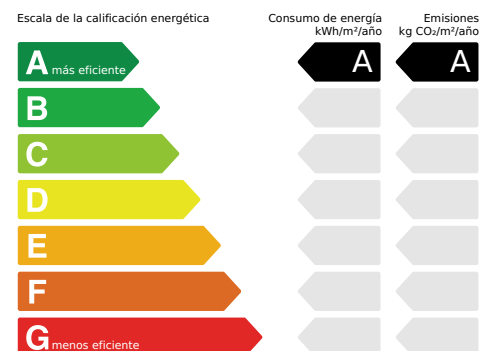 Escala de la calificación energética
Consumo de energía
kWh/m²/año
Emisiones
kg CO₂/m²/año
A más eficiente
A
A
B
C
D
E
F
G menos eficiente